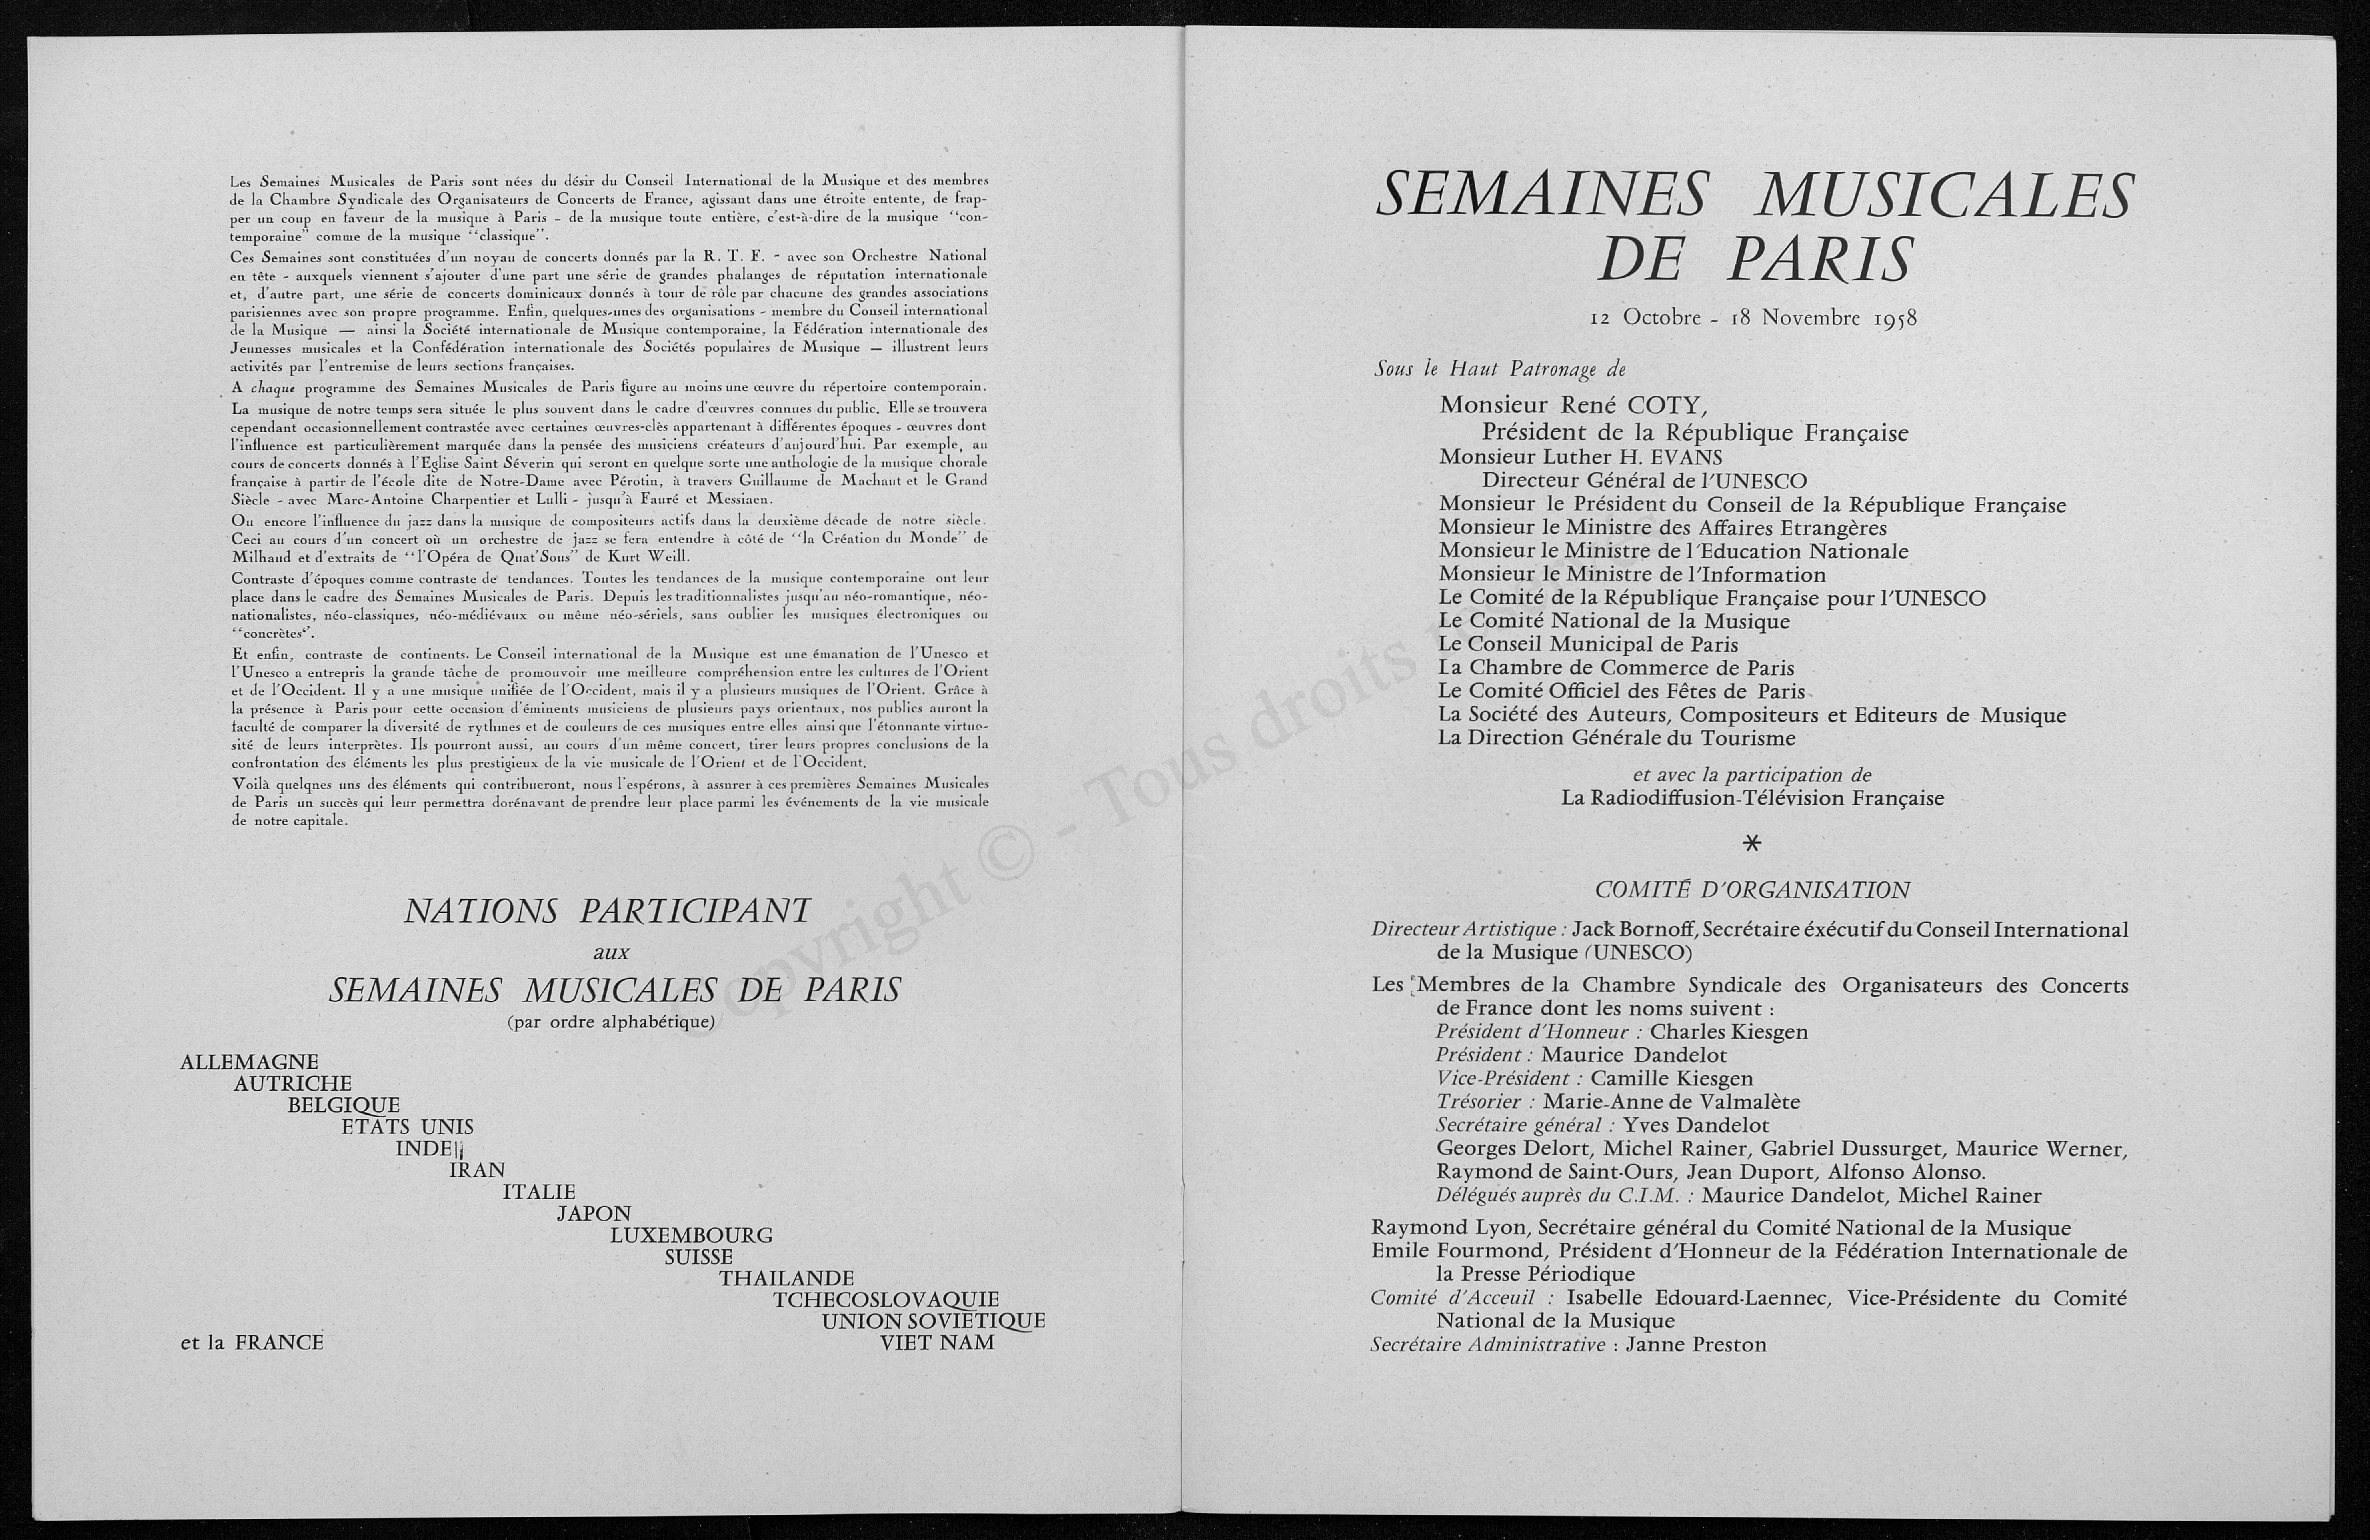 Les Semaines Musicales de Paris sont nées du désir du Conseil International de la Musique et des membres
de la Chambre Syndicale des Organisateurs de Concerts de France, agissant dans une étroite entente, de frap-
per un coup en faveur de la musique à Paris - de la musique toute entière, c'est-à-dire de la musique "con-
temporaine" comme de la musique "classique".
Ces Semaines sont constituées d'un noyau de concerts donnés par la R. T. F. - avec son Orchestre National
en tête - auxquels viennent s'ajouter d'une part une série de grandes phalanges de réputation internationale
et, d'autre part, une série de concerts dominicaux donnés à tour de rôle par chacune des grandes associations
parisiennes avec son propre programme. Enfin, quelques-unes des organisations - membre du Conseil international
de la Musique — ainsi la Société internationale de Musique contemporaine, la Fédération internationale des
Jeunesses musicales et la Confédération internationale des Sociétés populaires de Musique — illustrent leurs
activités par l'entremise de leurs sections françaises.
A chaque programme des Semaines Musicales de Paris figure au moins une œuvre du répertoire contemporain.
La musique de notre temps sera située le plus souvent dans le cadre d'œuvres connues du public. Elle se trouvera
cependant occasionnellement contrastée avec certaines œuvres-clès appartenant à différentes époques - œuvres dont
l'influence est particulièrement marquée dans la pensée des musiciens créateurs d'aujourd'hui. Par exemple, au
cours de concerts donnés à l'Eglise Saint Séverin qui seront en quelque sorte une anthologie de la musique chorale
française à partir de l'école dite de Notre-Dame avec Pérotin, à travers Guillaume de Machaut et le Grand
Siècle - avec Marc-Antoine Charpentier et Lulli - jusqu'à Fauré et Messiaen.
Ou encore l'influence du jazz dans la musique de compositeurs actifs dans la deuxième décade de notre siècle.
Ceci au cours d'un concert où un orchestre de jazz se fera entendre à côté de "la Création du Monde" de
Milhaud et d'extraits de "l'Opéra de Quat'Sous" de Kurt Weill.
Contraste d'époques comme contraste de tendances. Toutes les tendances de la musique contemporaine ont leur
place dans le cadre des Semaines Musicales de Paris. Depuis les traditionnalistes jusqu'au néo-romantique, néo-
nationalistes, néo-classiques, néo-médiévaux ou même néo-sériels, sans oublier les musiques électroniques ou
"concrètes".
Et enfin, contraste de continents. Le Conseil international de la Musique est une émanation de l'Unesco et
l'Unesco a entrepris la grande tâche de promouvoir une meilleure compréhension entre les cultures de l'Orient
et de l'Occident. Il y a une musique unifiée de l'Occident, mais il y a plusieurs musiques de l'Orient. Grâce à
la présence à Paris pour cette occasion d'éminents musiciens de plusieurs pays orientaux, nos publics auront la
faculté de comparer la diversité de rythmes et de couleurs de ces musiques entre elles ainsi que l'étonnante virtuo-
sité de leurs interprètes. Ils pourront aussi, au cours d'un même concert, tirer leurs propres conclusions de la
confrontation des éléments les plus prestigieux de la vie musicale de l'Orient et de l'Occident.
Voilà quelqnes uns des éléments qui contribueront, nous l'espérons, à assurer à ces premières Semaines Musicales
de Paris un succès qui leur permettra dorénavant de prendre leur place parmi les événements de la vie musicale
de notre capitale.
NATIONS PARTICIPANT
aux
SEMAINES MUSICALES DE PARIS
(par ordre alphabétique)
ALLEMAGNE
AUTRICHE
BELGIQUE
ETATS UNIS
INDE
IRAN
ITALIE
JAPON
LUXEMBOURG
SUISSE
THAILANDE
TCHECOSLOVAQUIE
UNION SOVIETIQUE
et la FRANCE VIET NAM
SEMAINES MUSICALES
DE PARIS
12 Octobre - 18 Novembre 1958
Sous le Haut Patronage de
Monsieur René COTY,
Président de la République Française
Monsieur Luther H. EVANS
Directeur Général de l'UNESCO
Monsieur le Président du Conseil de la République Française
Monsieur le Ministre des Affaires Etrangères
Monsieur le Ministre de l'Education Nationale
Monsieur le Ministre de l'Information
Le Comité de la République Française pour l'UNESCO
Le Comité National de la Musique
Le Conseil Municipal de Paris
La Chambre de Commerce de Paris
Le Comité Officiel des Fêtes de Paris
La Société des Auteurs, Compositeurs et Editeurs de Musique
La Direction Générale du Tourisme
et avec la participation de
La Radiodiffusion-Télévision Française
*
COMITÉ D'ORGANISATION
Directeur Artistique : Jack Bornoff, Secrétaire éxécutif du Conseil International
de la Musique (UNESCO)
Les Membres de la Chambre Syndicale des Organisateurs des Concerts
de France dont les noms suivent :
Président d'Honneur : Charles Kiesgen
Président : Maurice Dandelot
Vice-Président : Camille Kiesgen
Trésorier : Marie-Anne de Valmalète
Secrétaire général : Yves Dandelot
Georges Delort, Michel Rainer, Gabriel Dussurget, Maurice Werner,
Raymond de Saint-Ours, Jean Duport, Alfonso Alonso.
Délégués auprès du C.I.M. : Maurice Dandelot, Michel Rainer
Raymond Lyon, Secrétaire général du Comité National de la Musique
Emile Fourmond, Président d'Honneur de la Fédération Internationale de
la Presse Périodique
Comité d'Acceuil : Isabelle Edouard-Laennec, Vice-Présidente du Comité
National de la Musique
Secrétaire Administrative : Janne Preston
Copyright © - Tous droits